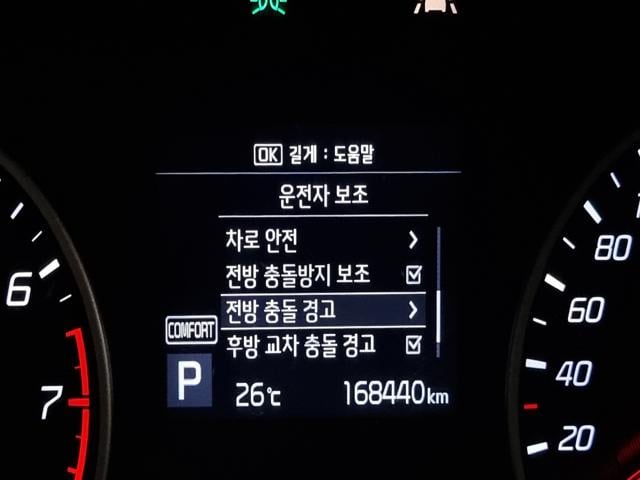 OK 길게 : 도움말
운전자 보조
차로 안전
전방 충돌방지 보조
전방 충돌 경고
후방 교차 충돌 경고
COMFORT
P
26℃ 168440km
6
7
80
60
40
20